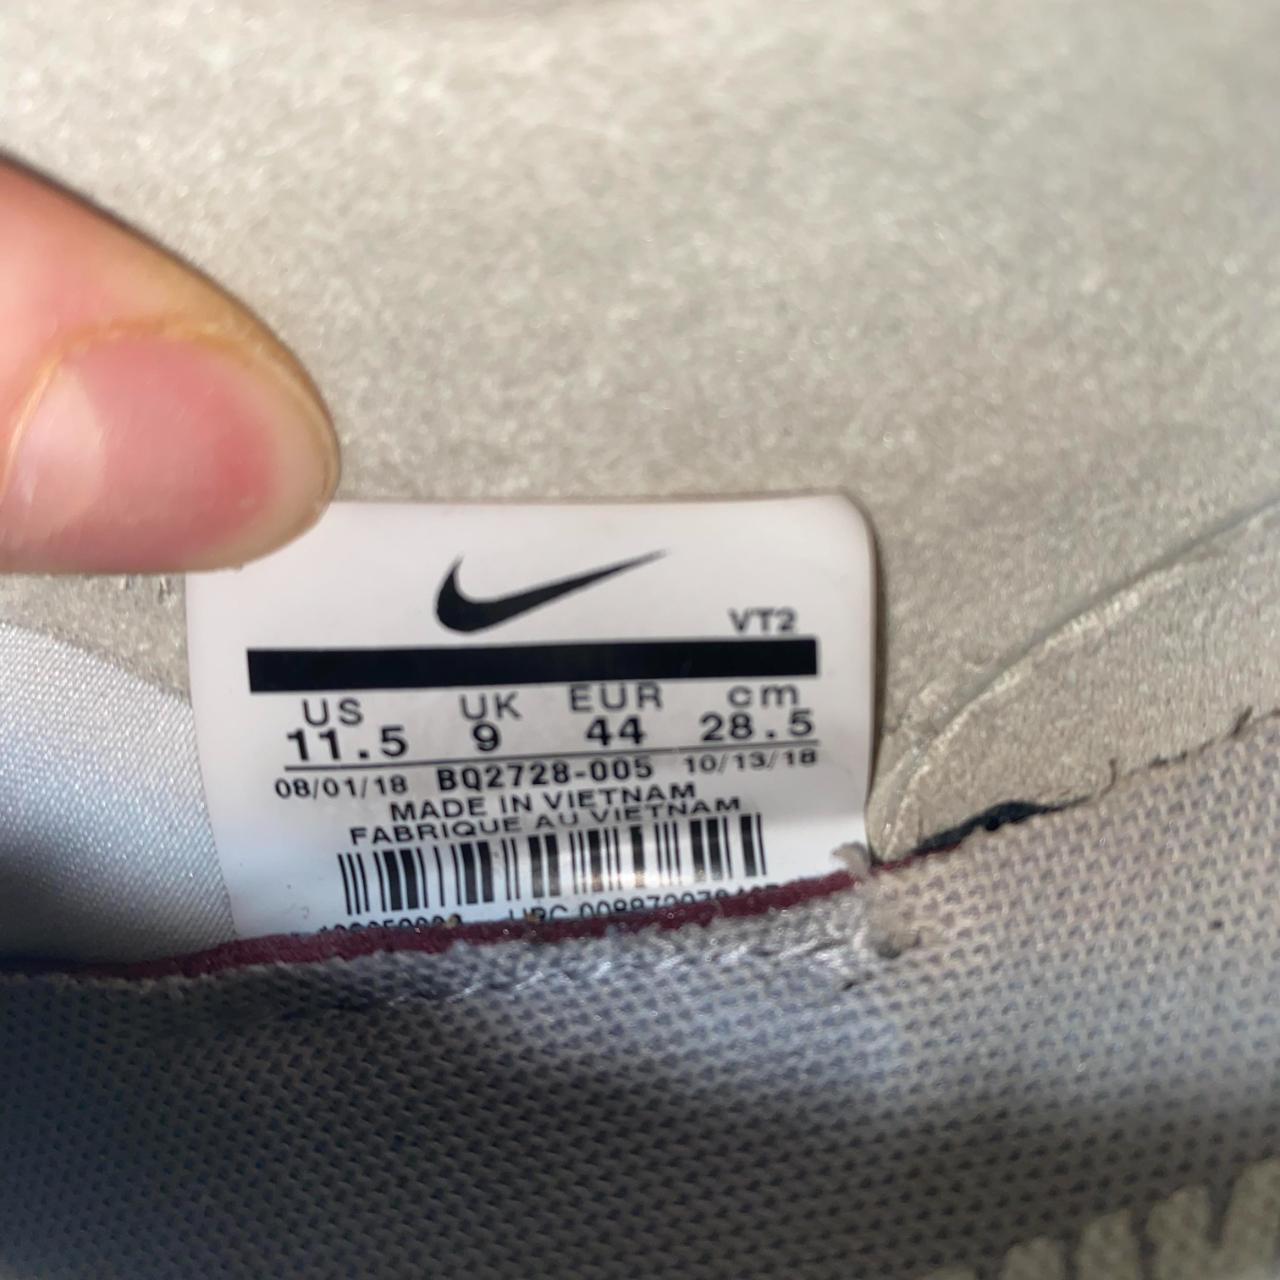 VT2
US UK EUR cm
11.5 9 44 28.5
08/01/18 BQ2728-005 10/13/18
MADE IN VIETNAM
FABRIQUE AU VIETNAM
UPC